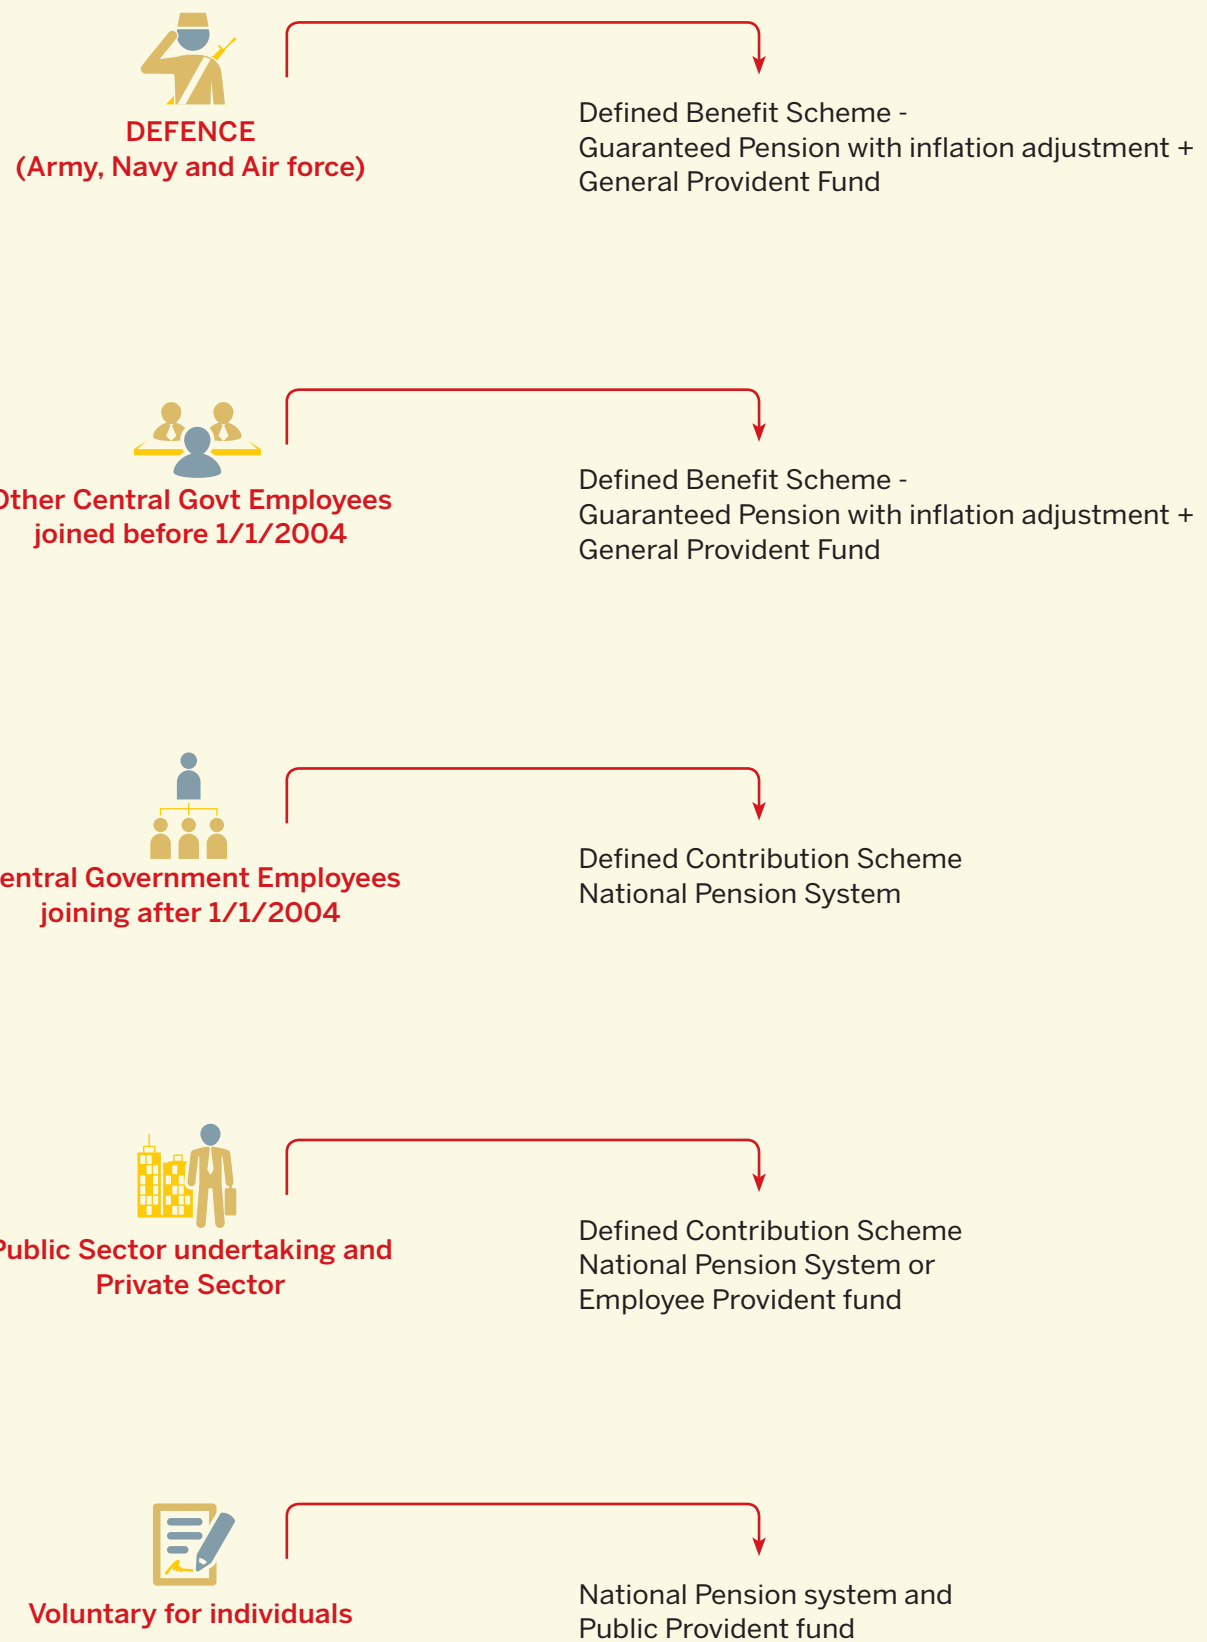 DEFENCE
(Army, Navy and Air force)
Defined Benefit Scheme -
Guaranteed Pension with inflation adjustment +
General Provident Fund
Other Central Govt Employees
joined before 1/1/2004
Defined Benefit Scheme -
Guaranteed Pension with inflation adjustment +
General Provident Fund
entral Government Employees
joining after 1/1/2004
Defined Contribution Scheme
National Pension System
Public Sector undertaking and
Private Sector
Defined Contribution Scheme
National Pension System or
Employee Provident fund
Voluntary for individuals
National Pension system and
Public Provident fund